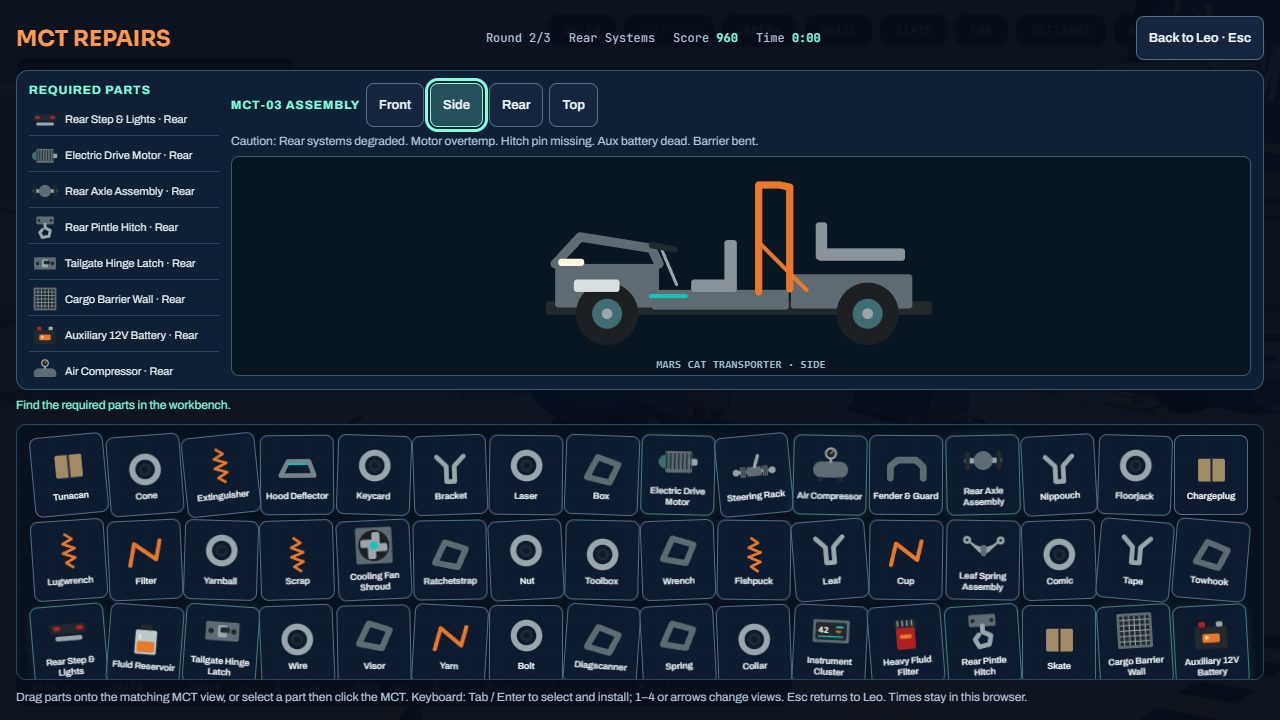 MCT REPAIRS
Round 2/3 Rear Systems Score 960 Time 0:00
Back to Leo · Esc
REQUIRED PARTS
Rear Step & Lights · Rear
Electric Drive Motor · Rear
Rear Axle Assembly · Rear
Rear Pintle Hitch · Rear
Tailgate Hinge Latch · Rear
Cargo Barrier Wall · Rear
Auxiliary 12V Battery · Rear
Air Compressor · Rear
MCT-03 ASSEMBLY Front Side Rear Top
Caution: Rear systems degraded. Motor overtemp. Hitch pin missing. Aux battery dead. Barrier bent.
MARS CAT TRANSPORTER · SIDE
Find the required parts in the workbench.
Tunacan
Cone
Extinguisher
Hood Deflector
Keycard
Bracket
Laser
Box
Electric Drive
Motor
Steering Rack
Air Compressor
Fender & Guard
Rear Axle
Assembly
Nippouch
Floorjack
Chargeplug
Lugwrench
Filter
Yarnball
Scrap
Cooling Fan
Shroud
Ratchetstrap
Nut
Toolbox
Wrench
Fishpuck
Leaf
Cup
Leaf Spring
Assembly
Comic
Tape
Towhook
Rear Step &
Lights
Fluid Reservoir
Tailgate Hinge
Latch
Wire
Visor
Yarn
Bolt
Diagscanner
Spring
Collar
42
Instrument
Cluster
Heavy Fluid
Filter
Rear Pintle
Hitch
Skate
Cargo Barrier
Wall
Auxiliary 12V
Battery
Drag parts onto the matching MCT view, or select a part then click the MCT. Keyboard: Tab / Enter to select and install; 1–4 or arrows change views. Esc returns to Leo. Times stay in this browser.